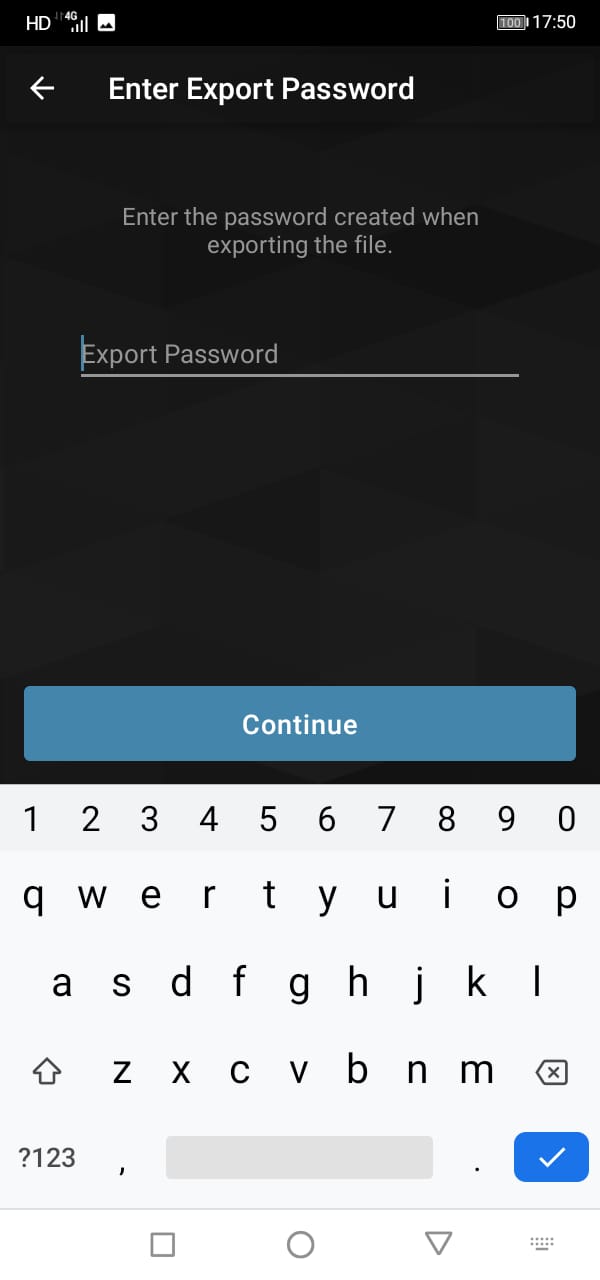 HD 4G 100 17:50
Enter Export Password
Enter the password created when
exporting the file.
Export Password
Continue
1 2 3 4 5 6 7 8 9 0
q w e r t y u i o p
a s d f g h j k l
z x c v b n m
?123 , .